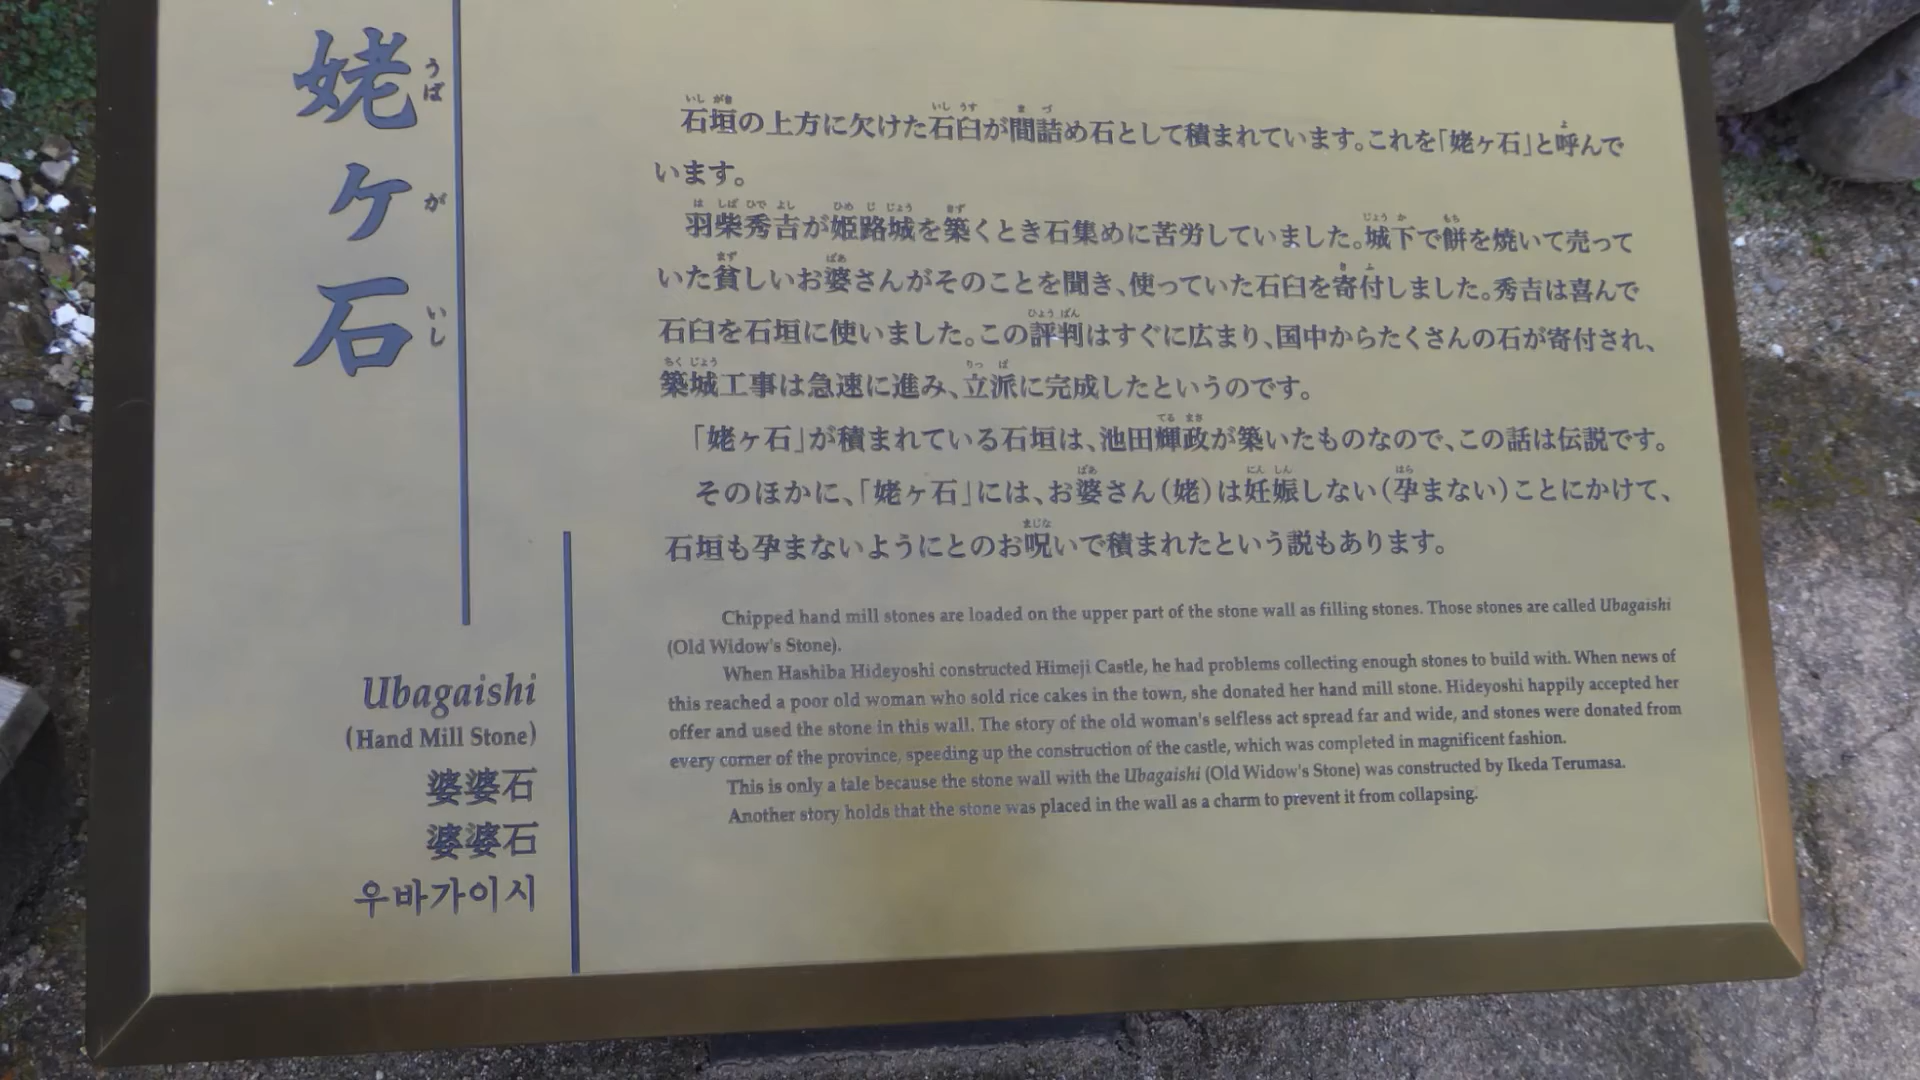 姥ヶ石
うばがいし
石垣の上方に欠けた石臼が間詰め石として積まれています。これを「姥ヶ石」と呼んで
います。
羽柴秀吉が姫路城を築くとき石集めに苦労していました。城下で餅を焼いて売って
いた貧しいお婆さんがそのことを聞き、使っていた石臼を寄付しました。秀吉は喜んで
石臼を石垣に使いました。この評判はすぐに広まり、国中からたくさんの石が寄付され、
築城工事は急速に進み、立派に完成したというのです。
「姥ヶ石」が積まれている石垣は、池田輝政が築いたものなので、この話は伝説です。
そのほかに、「姥ヶ石」には、お婆さん(姥)は妊娠しない(孕まない)ことにかけて、
石垣も孕まないようにとのお呪いで積まれたという説もあります。
Chipped hand mill stones are loaded on the upper part of the stone wall as filling stones. Those stones are called Ubagaishi
(Old Widow's Stone).
When Hashiba Hideyoshi constructed Himeji Castle, he had problems collecting enough stones to build with. When news of
this reached a poor old woman who sold rice cakes in the town, she donated her hand mill stone. Hideyoshi happily accepted her
offer and used the stone in this wall. The story of the old woman's selfless act spread far and wide, and stones were donated from
every corner of the province, speeding up the construction of the castle, which was completed in magnificent fashion.
This is only a tale because the stone wall with the Ubagaishi (Old Widow's Stone) was constructed by Ikeda Terumasa.
Another story holds that the stone was placed in the wall as a charm to prevent it from collapsing.
Ubagaishi
(Hand Mill Stone)
婆婆石
婆婆石
우바가이시